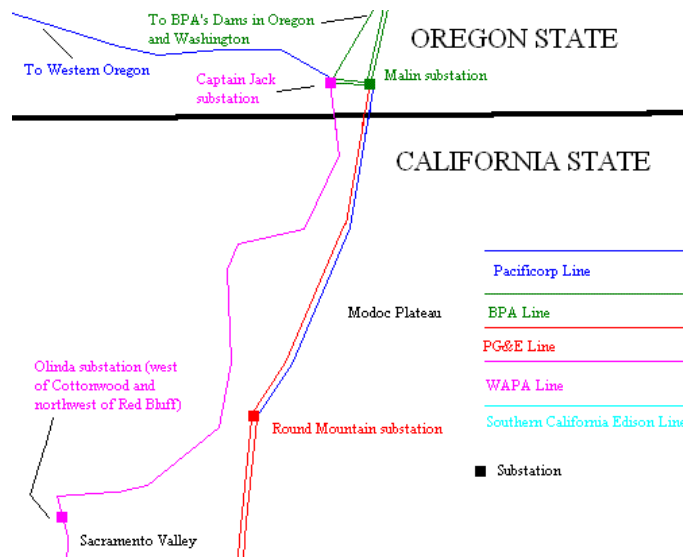 To BPA's Dams in Oregon
and Washington
OREGON STATE
To Western Oregon
Captain Jack
substation
Malin substation
CALIFORNIA STATE
Pacificorp Line
Modoc Plateau
BPA Line
PG&E Line
Olinda substation (west
of Cottonwood and
northwest of Red Bluff)
WAPA Line
Round Mountain substation
Southern California Edison Line
Substation
Sacramento Valley